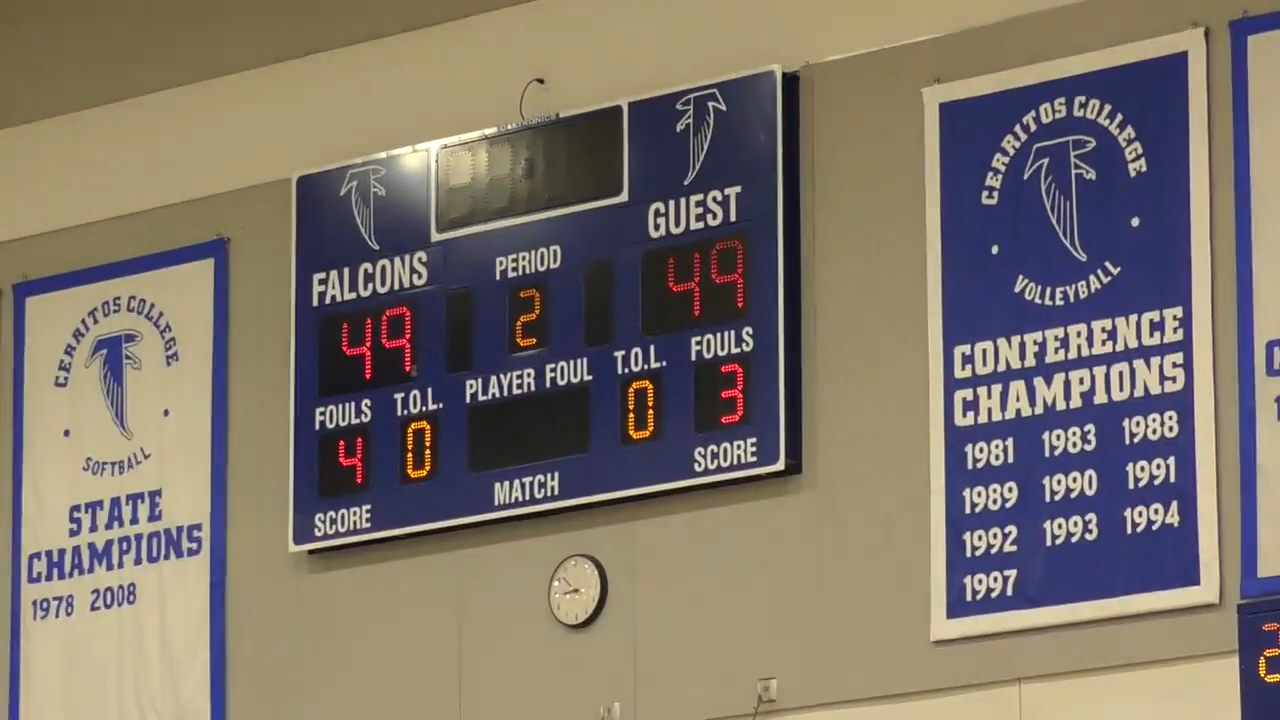 CERRITOS COLLEGE
SOFTBALL
STATE
CHAMPIONS
1978 2008
DAKTRONICS
FALCONS
49
PERIOD
2
GUEST
49
FOULS
4
T.O.L.
0
PLAYER FOUL
T.O.L.
0
FOULS
3
SCORE
MATCH
SCORE
CERRITOS COLLEGE
VOLLEYBALL
CONFERENCE
CHAMPIONS
1981 1983 1988
1989 1990 1991
1992 1993 1994
1997
2